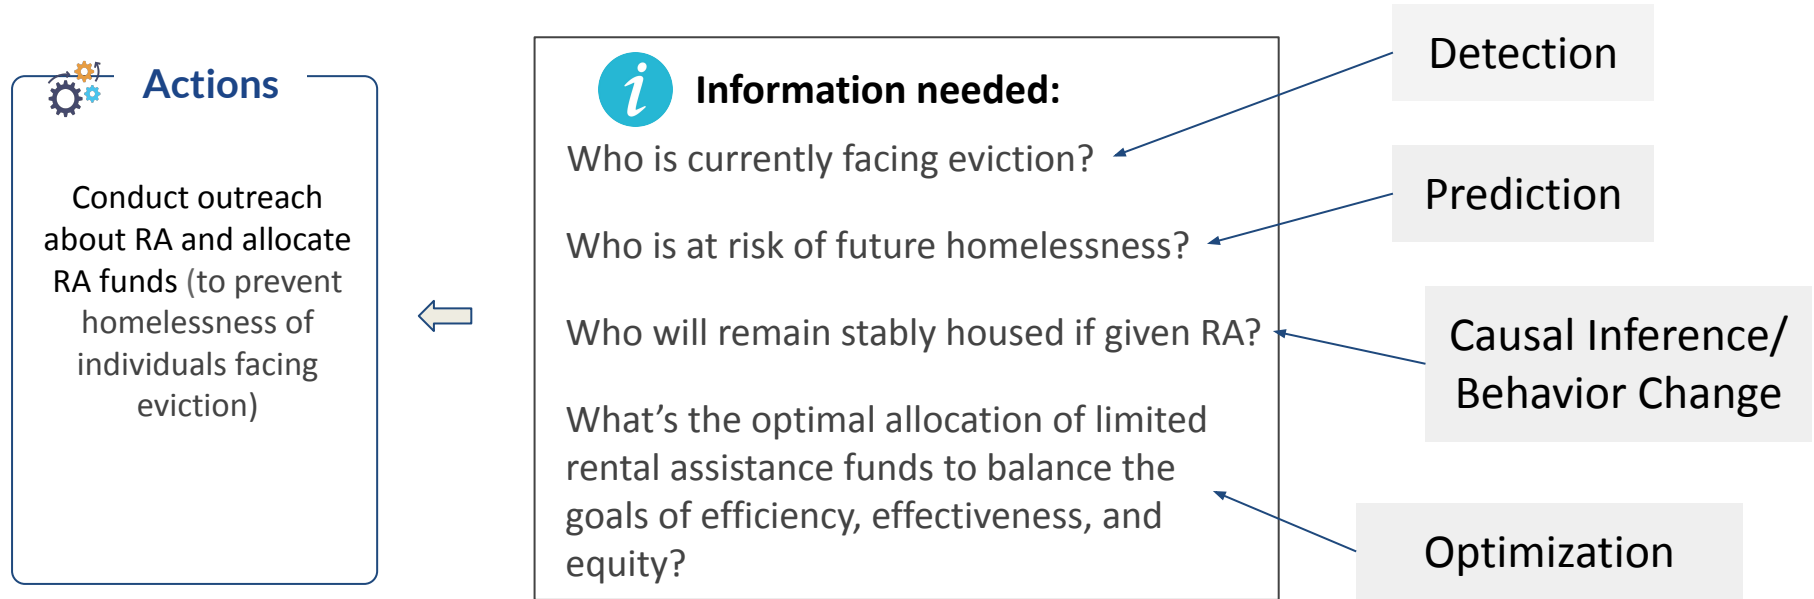 Actions
Conduct outreach
about RA and allocate
RA funds (to prevent
homelessness of
individuals facing
eviction)
i
Information needed:
Who is currently facing eviction?
Who is at risk of future homelessness?
Who will remain stably housed if given RA?
What’s the optimal allocation of limited
rental assistance funds to balance the
goals of efficiency, effectiveness, and
equity?
Detection
Prediction
Causal Inference/
Behavior Change
Optimization